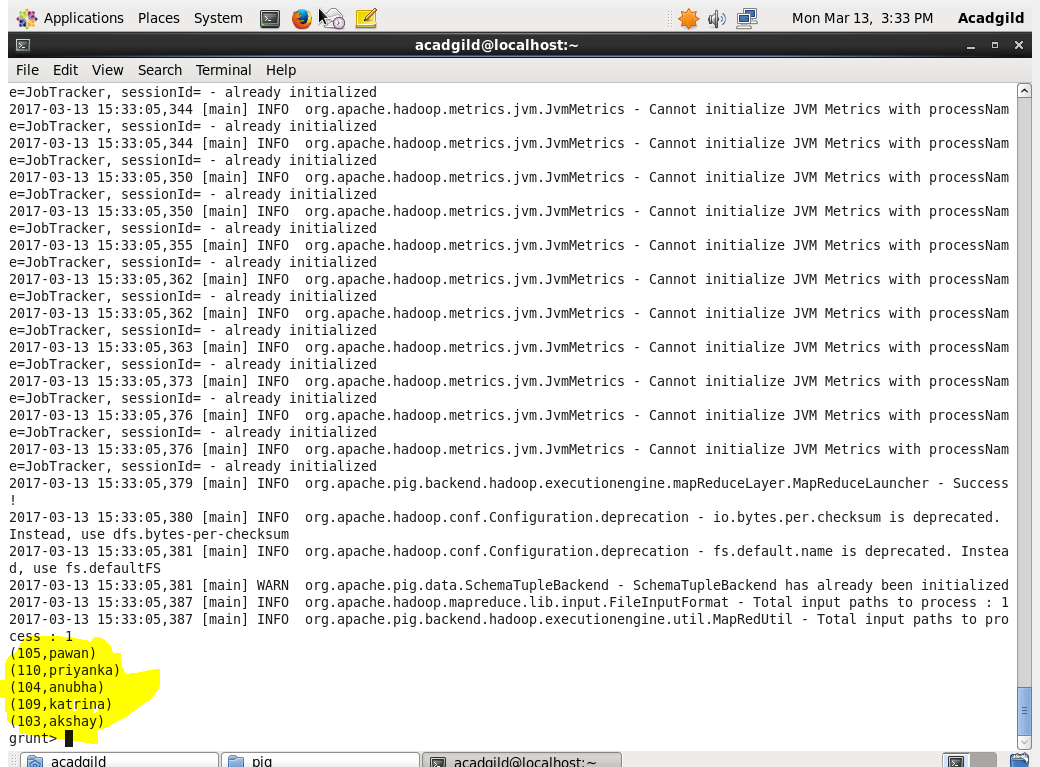 Applications Places System Mon Mar 13, 3:33 PM Acadgild
acadgild@localhost:~
File Edit View Search Terminal Help
e=JobTracker, sessionId= - already initialized
2017-03-13 15:33:05,344 [main] INFO  org.apache.hadoop.metrics.jvm.JvmMetrics - Cannot initialize JVM Metrics with processNam
e=JobTracker, sessionId= - already initialized
2017-03-13 15:33:05,344 [main] INFO  org.apache.hadoop.metrics.jvm.JvmMetrics - Cannot initialize JVM Metrics with processNam
e=JobTracker, sessionId= - already initialized
2017-03-13 15:33:05,350 [main] INFO  org.apache.hadoop.metrics.jvm.JvmMetrics - Cannot initialize JVM Metrics with processNam
e=JobTracker, sessionId= - already initialized
2017-03-13 15:33:05,350 [main] INFO  org.apache.hadoop.metrics.jvm.JvmMetrics - Cannot initialize JVM Metrics with processNam
e=JobTracker, sessionId= - already initialized
2017-03-13 15:33:05,355 [main] INFO  org.apache.hadoop.metrics.jvm.JvmMetrics - Cannot initialize JVM Metrics with processNam
e=JobTracker, sessionId= - already initialized
2017-03-13 15:33:05,362 [main] INFO  org.apache.hadoop.metrics.jvm.JvmMetrics - Cannot initialize JVM Metrics with processNam
e=JobTracker, sessionId= - already initialized
2017-03-13 15:33:05,362 [main] INFO  org.apache.hadoop.metrics.jvm.JvmMetrics - Cannot initialize JVM Metrics with processNam
e=JobTracker, sessionId= - already initialized
2017-03-13 15:33:05,363 [main] INFO  org.apache.hadoop.metrics.jvm.JvmMetrics - Cannot initialize JVM Metrics with processNam
e=JobTracker, sessionId= - already initialized
2017-03-13 15:33:05,373 [main] INFO  org.apache.hadoop.metrics.jvm.JvmMetrics - Cannot initialize JVM Metrics with processNam
e=JobTracker, sessionId= - already initialized
2017-03-13 15:33:05,376 [main] INFO  org.apache.hadoop.metrics.jvm.JvmMetrics - Cannot initialize JVM Metrics with processNam
e=JobTracker, sessionId= - already initialized
2017-03-13 15:33:05,376 [main] INFO  org.apache.hadoop.metrics.jvm.JvmMetrics - Cannot initialize JVM Metrics with processNam
e=JobTracker, sessionId= - already initialized
2017-03-13 15:33:05,379 [main] INFO  org.apache.pig.backend.hadoop.executionengine.mapReduceLayer.MapReduceLauncher - Success
!
2017-03-13 15:33:05,380 [main] INFO  org.apache.hadoop.conf.Configuration.deprecation - io.bytes.per.checksum is deprecated.
Instead, use dfs.bytes-per-checksum
2017-03-13 15:33:05,381 [main] INFO  org.apache.hadoop.conf.Configuration.deprecation - fs.default.name is deprecated. Instea
d, use fs.defaultFS
2017-03-13 15:33:05,381 [main] WARN  org.apache.pig.data.SchemaTupleBackend - SchemaTupleBackend has already been initialized
2017-03-13 15:33:05,387 [main] INFO  org.apache.hadoop.mapreduce.lib.input.FileInputFormat - Total input paths to process : 1
2017-03-13 15:33:05,387 [main] INFO  org.apache.pig.backend.hadoop.executionengine.util.MapRedUtil - Total input paths to pro
cess : 1
(105,pawan)
(110,priyanka)
(104,anubha)
(109,katrina)
(103,akshay)
grunt>
acadgild pig acadgild@localhost:~